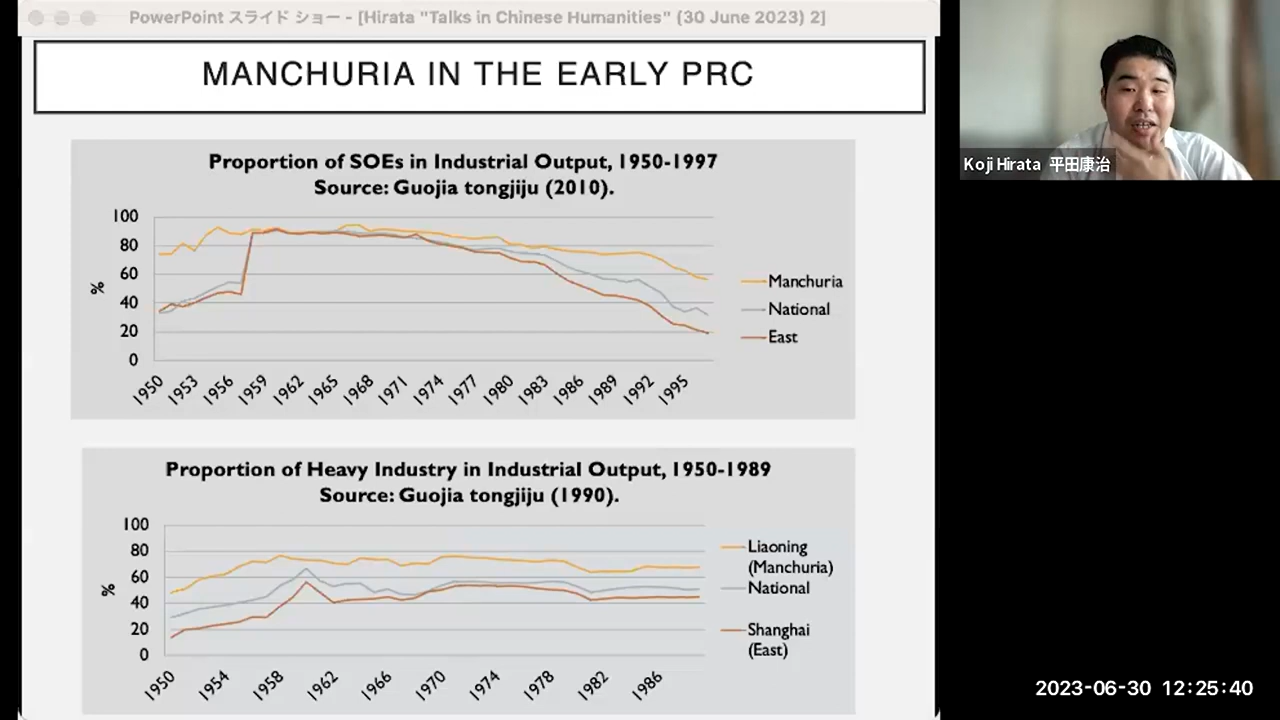 PowerPoint スライド ショー - [Hirata "Talks in Chinese Humanities" (30 June 2023) 2]
MANCHURIA IN THE EARLY PRC
Proportion of SOEs in Industrial Output, 1950-1997
Source: Guojia tongjiju (2010).
100
80
60
40
20
0
%
1950
1953
1956
1959
1962
1965
1968
1971
1974
1977
1980
1983
1986
1989
1992
1995
Manchuria
National
East
Proportion of Heavy Industry in Industrial Output, 1950-1989
Source: Guojia tongjiju (1990).
100
80
60
40
20
0
%
1950
1954
1958
1962
1966
1970
1974
1978
1982
1986
Liaoning
(Manchuria)
National
Shanghai
(East)
Koji Hirata 平田康治
2023-06-30 12:25:40